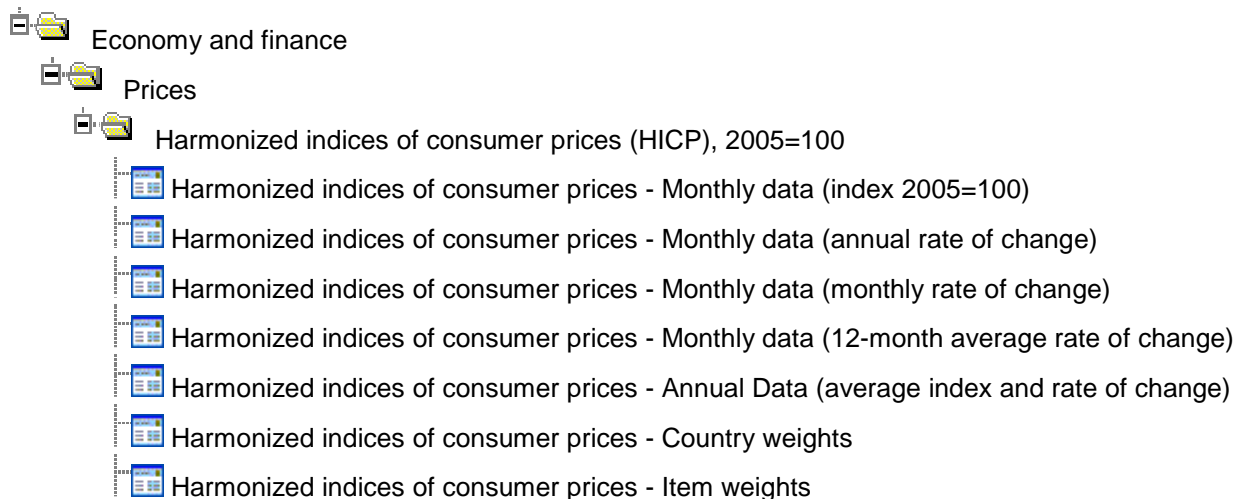 Economy and finance
Prices
Harmonized indices of consumer prices (HICP), 2005=100
Harmonized indices of consumer prices - Monthly data (index 2005=100)
Harmonized indices of consumer prices - Monthly data (annual rate of change)
Harmonized indices of consumer prices - Monthly data (monthly rate of change)
Harmonized indices of consumer prices - Monthly data (12-month average rate of change)
Harmonized indices of consumer prices - Annual Data (average index and rate of change)
Harmonized indices of consumer prices - Country weights
Harmonized indices of consumer prices - Item weights